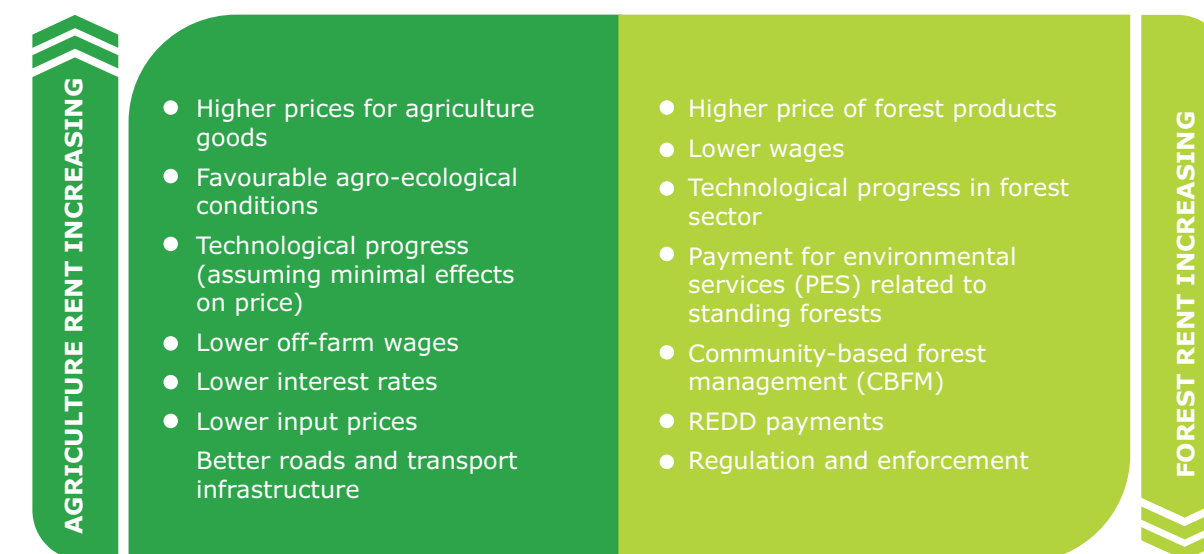 AGRICULTURE RENT INCREASING
● Higher prices for agriculture
goods
● Favourable agro-ecological
conditions
● Technological progress
(assuming minimal effects
on price)
● Lower off-farm wages
● Lower interest rates
● Lower input prices
Better roads and transport
infrastructure
● Higher price of forest products
● Lower wages
● Technological progress in forest
sector
● Payment for environmental
services (PES) related to
standing forests
● Community-based forest
management (CBFM)
● REDD payments
● Regulation and enforcement
FOREST RENT INCREASING